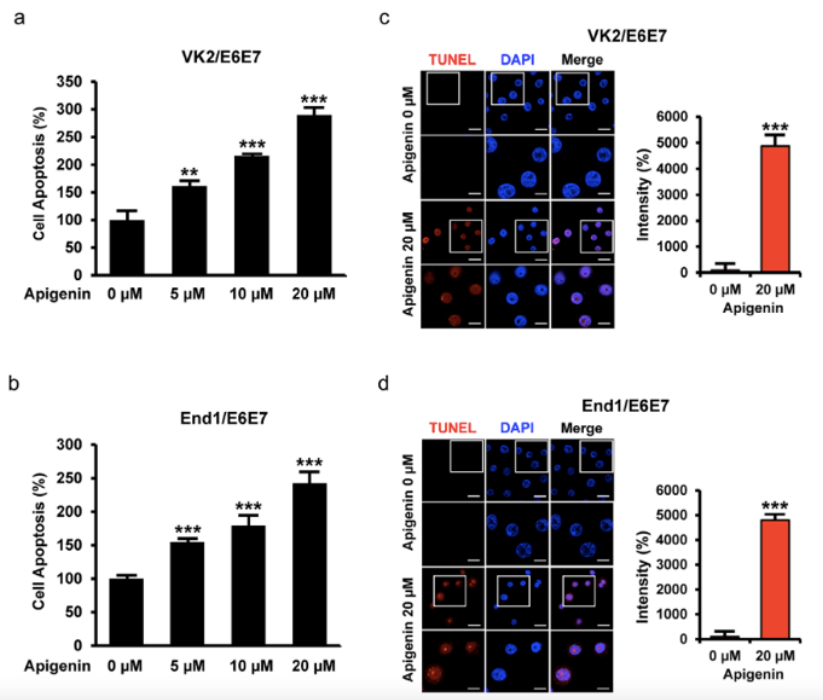 a
VK2/E6E7
Cell Apoptosis (%)
350
300
250
200
150
100
50
0
**
***
***
Apigenin 0 μM 5 μM 10 μM 20 μM
b
End1/E6E7
Cell Apoptosis (%)
300
250
200
150
100
50
0
***
***
***
Apigenin 0 μM 5 μM 10 μM 20 μM
c
VK2/E6E7
TUNEL DAPI Merge
Apigenin 0 μM
Apigenin 20 μM
Intensity (%)
6000
5000
4000
3000
2000
1000
0
***
0 μM 20 μM
Apigenin
d
End1/E6E7
TUNEL DAPI Merge
Apigenin 0 μM
Apigenin 20 μM
Intensity (%)
6000
5000
4000
3000
2000
1000
0
***
0 μM 20 μM
Apigenin